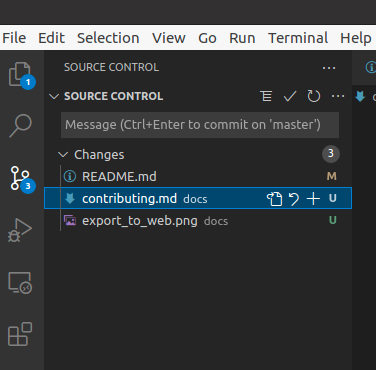 File Edit Selection View Go Run Terminal Help
SOURCE CONTROL
SOURCE CONTROL
Message (Ctrl+Enter to commit on 'master')
Changes 3
README.md M
contributing.md docs U
export_to_web.png docs U
1
3